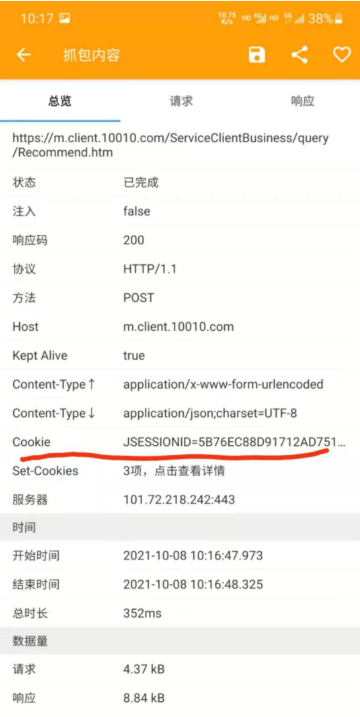 10:17 10.75 K/s HD 4G HD 5G 38%
抓包内容
总览 请求 响应
https://m.client.10010.com/ServiceClientBusiness/query
/Recommend.htm
状态 已完成
注入 false
响应码 200
协议 HTTP/1.1
方法 POST
Host m.client.10010.com
Kept Alive true
Content-Type↑ application/x-www-form-urlencoded
Content-Type↓ application/json;charset=UTF-8
Cookie JSESSIONID=5B76EC88D91712AD751...
Set-Cookies 3项，点击查看详情
服务器 101.72.218.242:443
时间
开始时间 2021-10-08 10:16:47.973
结束时间 2021-10-08 10:16:48.325
总时长 352ms
数据量
请求 4.37 kB
响应 8.84 kB